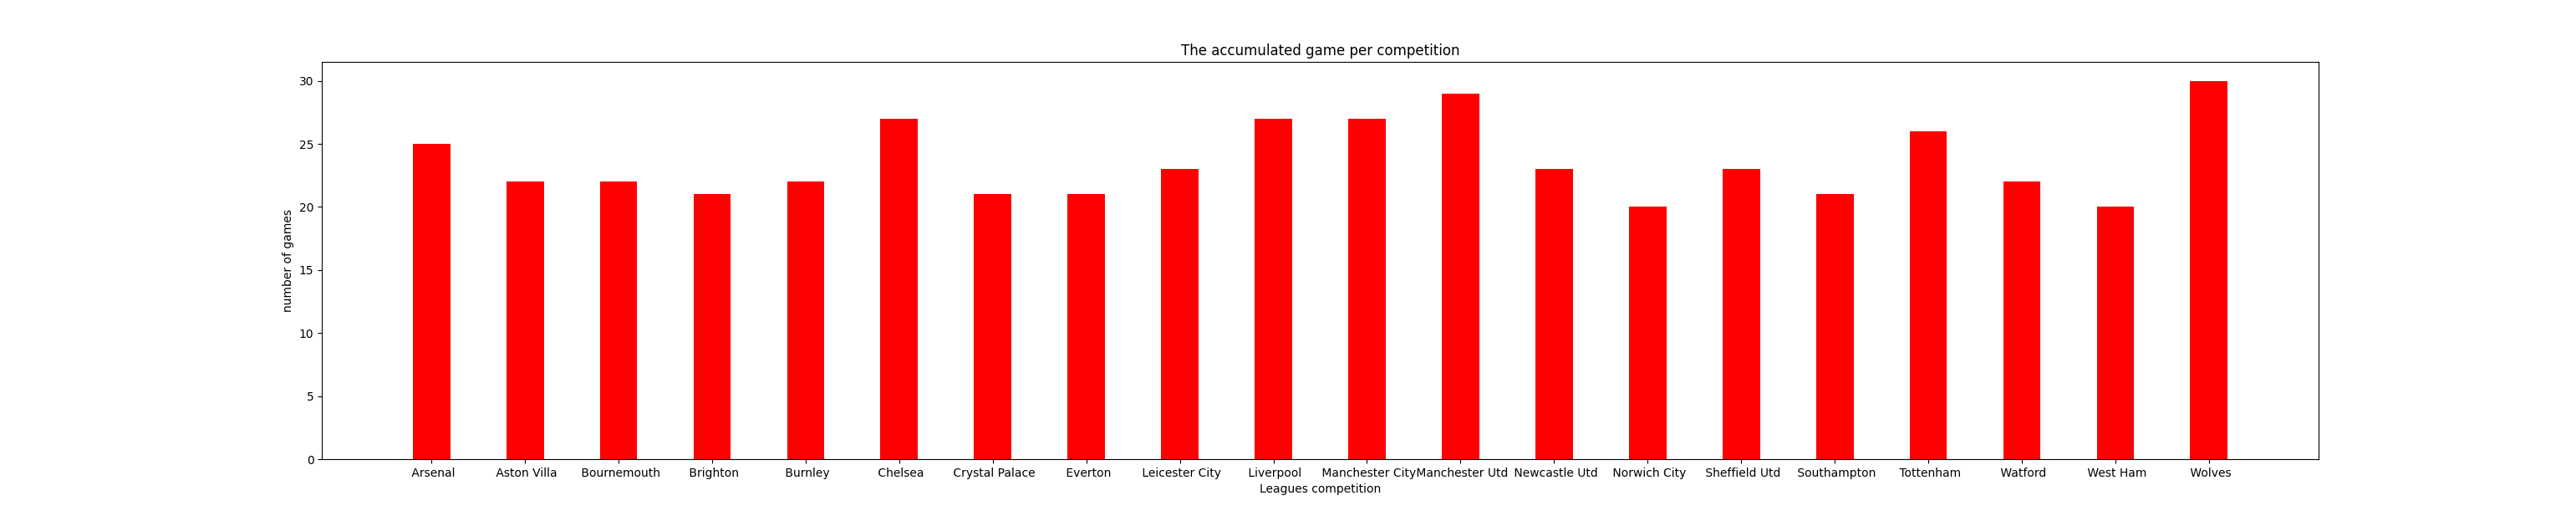 The accumulated game per competition
number of games
30
25
20
15
10
5
0
Arsenal Aston Villa Bournemouth Brighton Burnley Chelsea Crystal Palace Everton Leicester City Liverpool Manchester City Manchester Utd Newcastle Utd Norwich City Sheffield Utd Southampton Tottenham Watford West Ham Wolves
Leagues competition